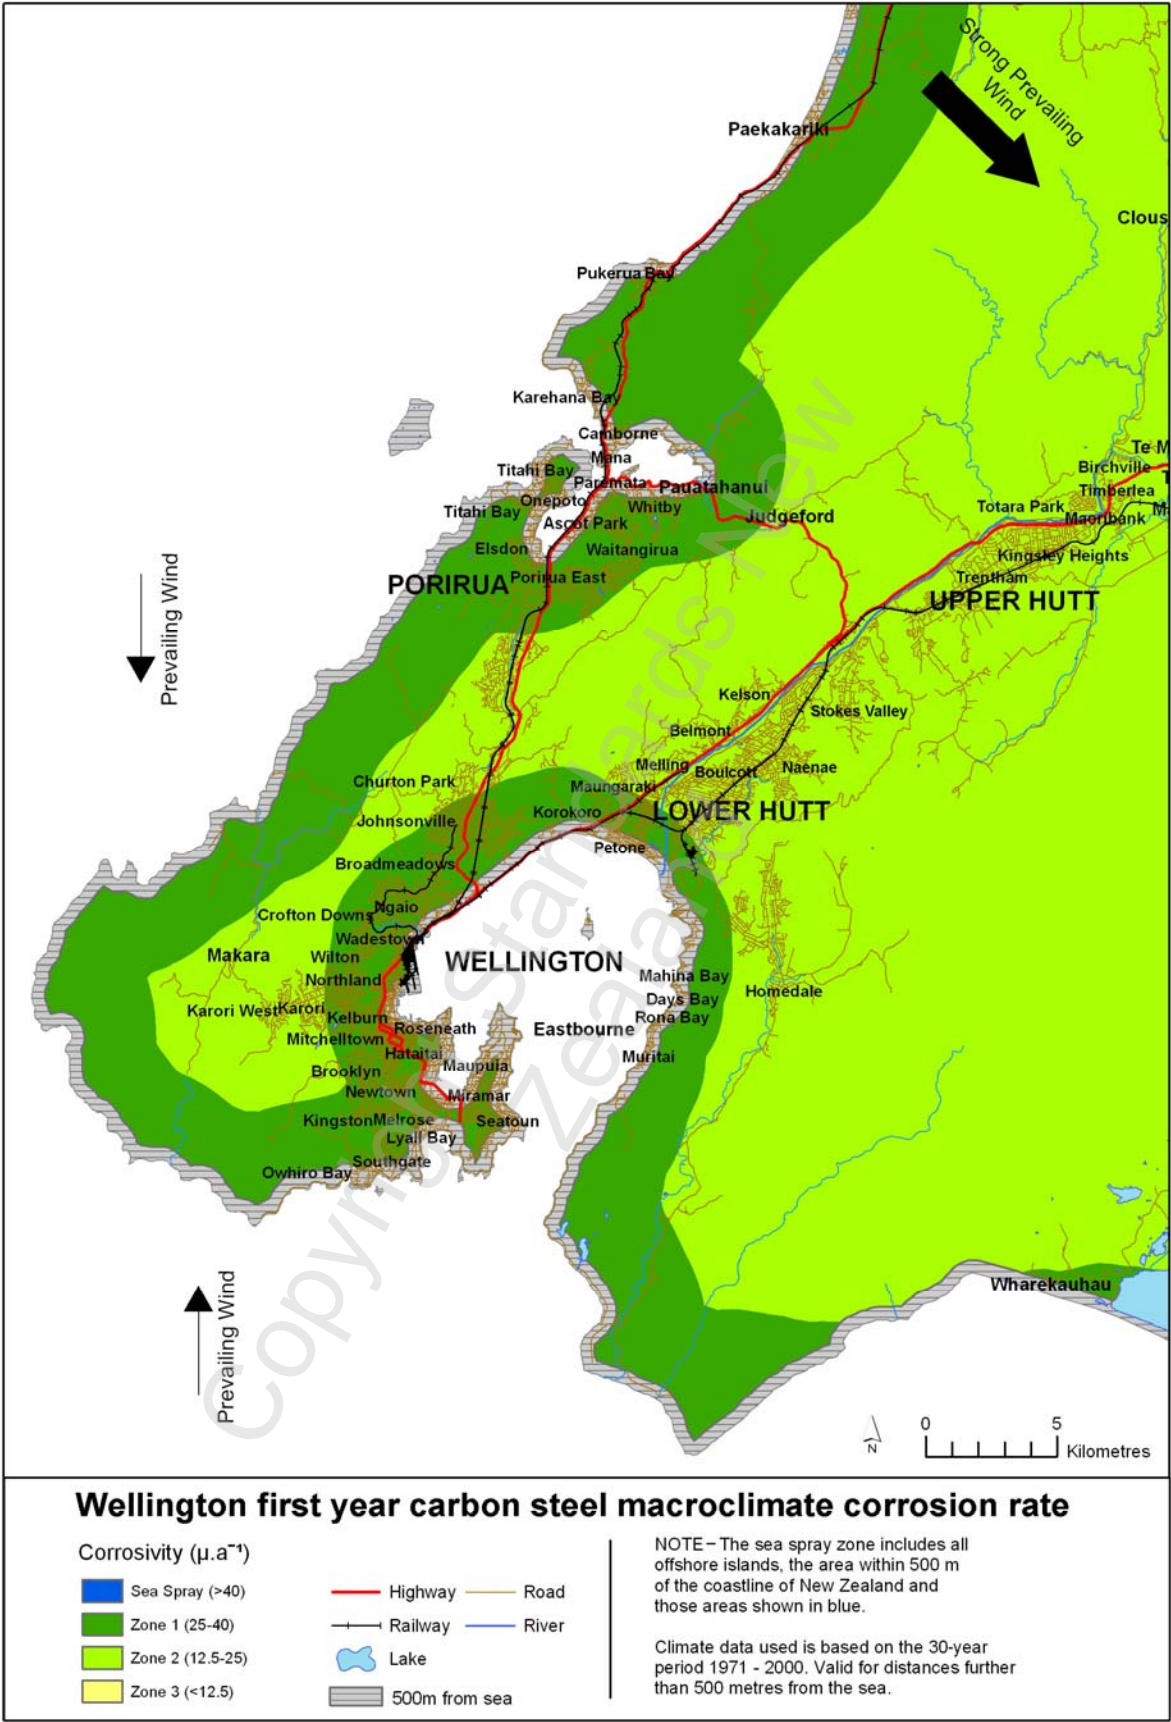 Strong Prevailing
Wind
Paekakariki
Clous
Pukerua Bay
Karehana Bay
Camborne
Mana
Te M
Titahi Bay
Birchville
Paremata
Pauatahanui
T
Timberlea
Onepoto
Whitby
Totara Park
Titahi Bay
Ascot Park
Judgeford
Maoribank
M
Elsdon
Waitangirua
Kingsley Heights
PORIRUA
Porirua East
Trentham
UPPER HUTT
Prevailing Wind
Kelson
Stokes Valley
Belmont
Melling
Boulcott
Naenae
Churton Park
Maungaraki
Korokoro
LOWER HUTT
Johnsonville
Petone
Broadmeadows
Ngaio
Crofton Downs
Wadestown
Makara
Wilton
WELLINGTON
Northland
Mahina Bay
Homedale
Days Bay
Karori West
Karori
Kelburn
Rona Bay
Roseneath
Eastbourne
Mitchelltown
Hataitai
Muritai
Maupuia
Brooklyn
Newtown
Miramar
Kingston
Melrose
Seatoun
Lyall Bay
Southgate
Owhiro Bay
Prevailing Wind
Wharekauhau
Copyright Standards New
Zealand
N
0 5
Kilometres
Wellington first year carbon steel macroclimate corrosion rate
Corrosivity (µ.a⁻¹)
Sea Spray (>40)
Zone 1 (25-40)
Zone 2 (12.5-25)
Zone 3 (<12.5)
Highway
Road
Railway
River
Lake
500m from sea
NOTE – The sea spray zone includes all
offshore islands, the area within 500 m
of the coastline of New Zealand and
those areas shown in blue.
Climate data used is based on the 30-year
period 1971 - 2000. Valid for distances further
than 500 metres from the sea.